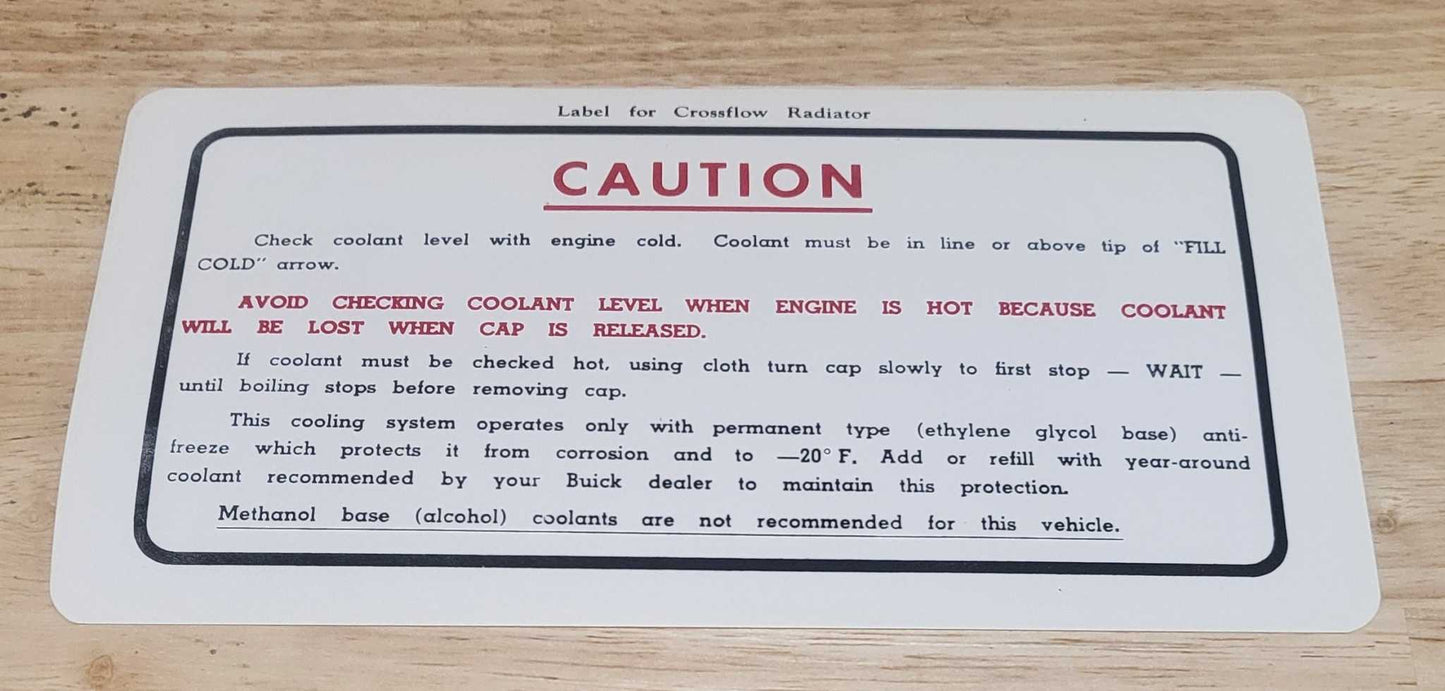 Label for Crossflow Radiator
CAUTION
Check coolant level with engine cold. Coolant must be in line or above tip of "FILL
COLD" arrow.
AVOID CHECKING COOLANT LEVEL WHEN ENGINE IS HOT BECAUSE COOLANT
WILL BE LOST WHEN CAP IS RELEASED.
If coolant must be checked hot, using cloth turn cap slowly to first stop — WAIT —
until boiling stops before removing cap.
This cooling system operates only with permanent type (ethylene glycol base) anti-
freeze which protects it from corrosion and to —20° F. Add or refill with year-around
coolant recommended by your Buick dealer to maintain this protection.
Methanol base (alcohol) coolants are not recommended for this vehicle.